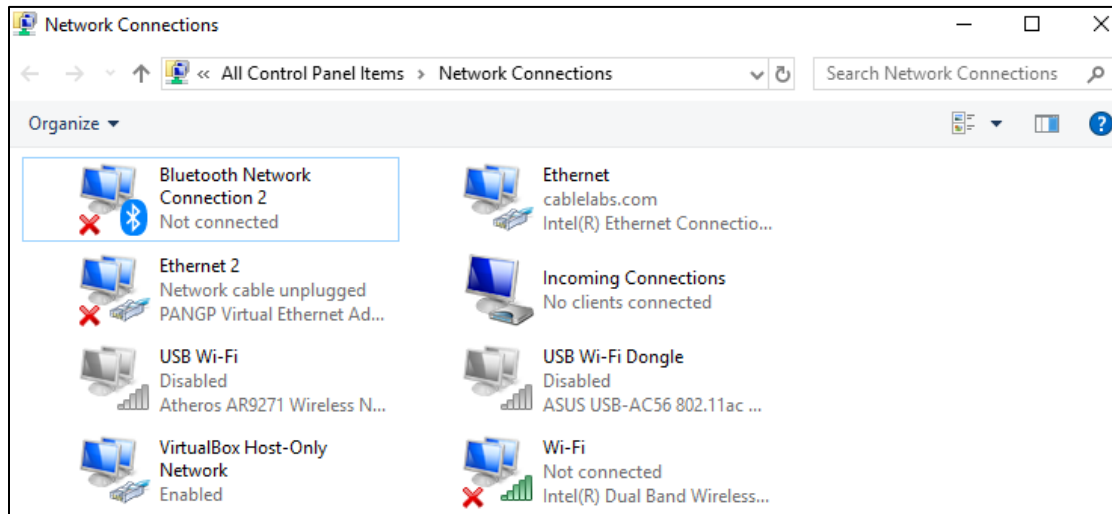 Network Connections
« All Control Panel Items › Network Connections
Search Network Connections
Organize
Bluetooth Network
Connection 2
Not connected
Ethernet
cablelabs.com
Intel(R) Ethernet Connectio...
Ethernet 2
Network cable unplugged
PANGP Virtual Ethernet Ad...
Incoming Connections
No clients connected
USB Wi-Fi
Disabled
Atheros AR9271 Wireless N...
USB Wi-Fi Dongle
Disabled
ASUS USB-AC56 802.11ac ...
VirtualBox Host-Only
Network
Enabled
Wi-Fi
Not connected
Intel(R) Dual Band Wireless...